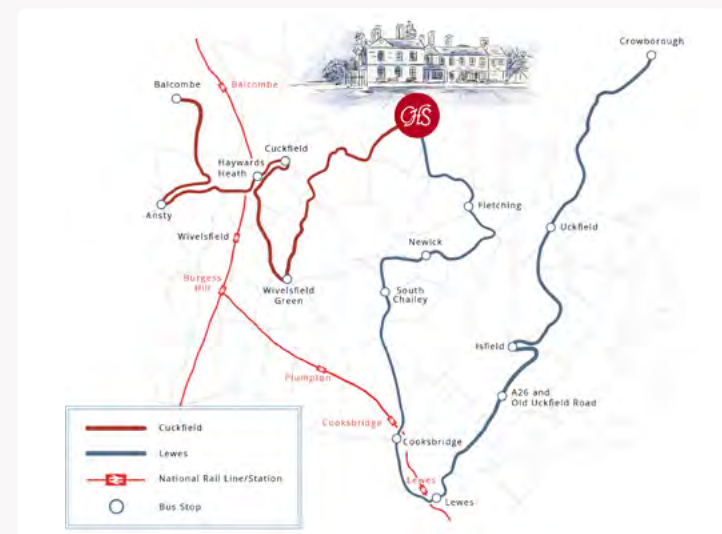 Crowborough
Balcombe
Balcombe
GHS
Cuckfield
Haywards
Heath
Ansty
Fletching
Wivelsfield
Uckfield
Newick
Burgess
Hill
Wivelsfield
Green
South
Chailey
Isfield
Plumpton
A26 and
Old Uckfield Road
Cooksbridge
Cooksbridge
Lewes
Lewes
Cuckfield
Lewes
National Rail Line/Station
Bus Stop